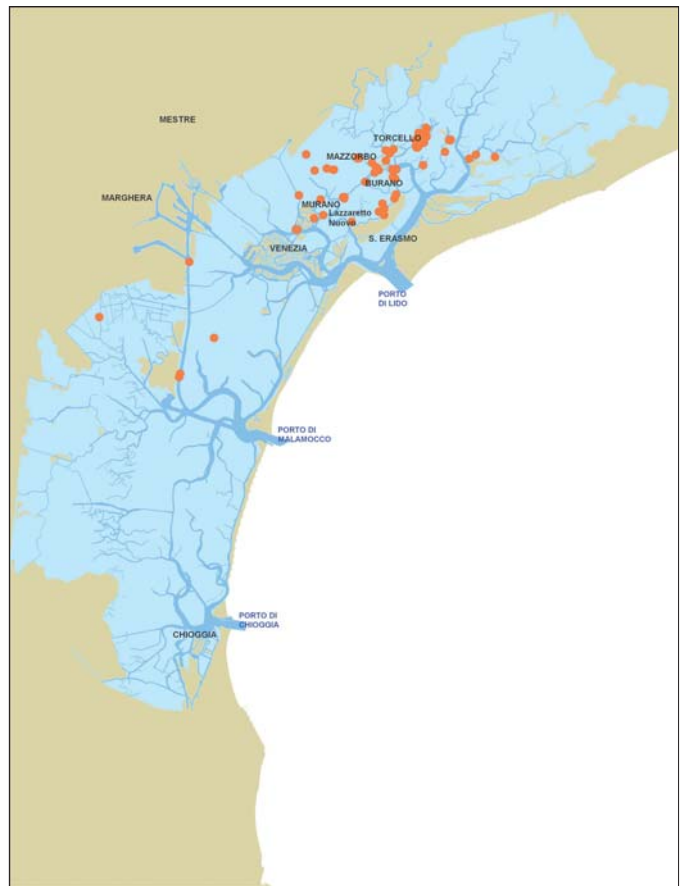 MESTRE
TORCELLO
MAZZORBO
BURANO
MARGHERA
MURANO
Lazzaretto
Nuovo
S. ERASMO
VENEZIA
PORTO
DI LIDO
PORTO DI
MALAMOCCO
PORTO DI
CHIOGGIA
CHIOGGIA